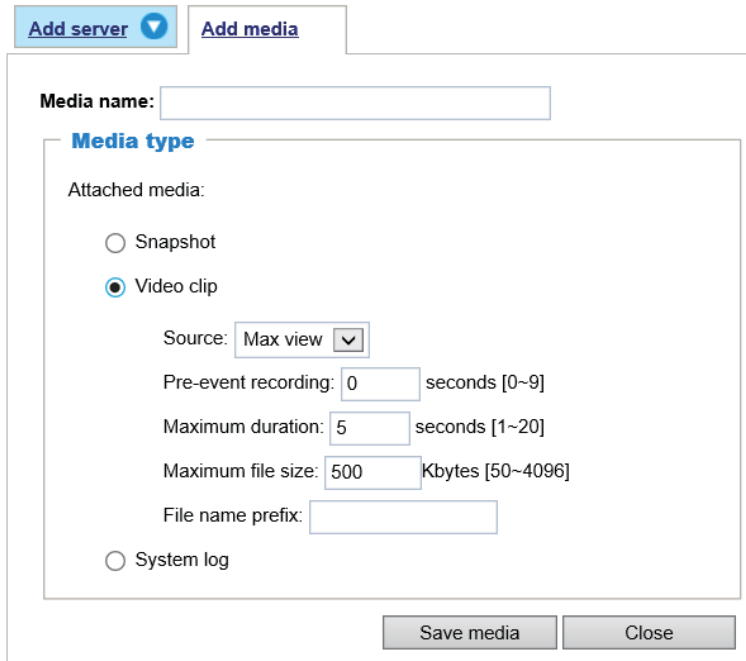 Add server Add media
Media name:
Media type
Attached media:
Snapshot
Video clip
Source: Max view
Pre-event recording: 0 seconds [0~9]
Maximum duration: 5 seconds [1~20]
Maximum file size: 500 Kbytes [50~4096]
File name prefix:
System log
Save media Close